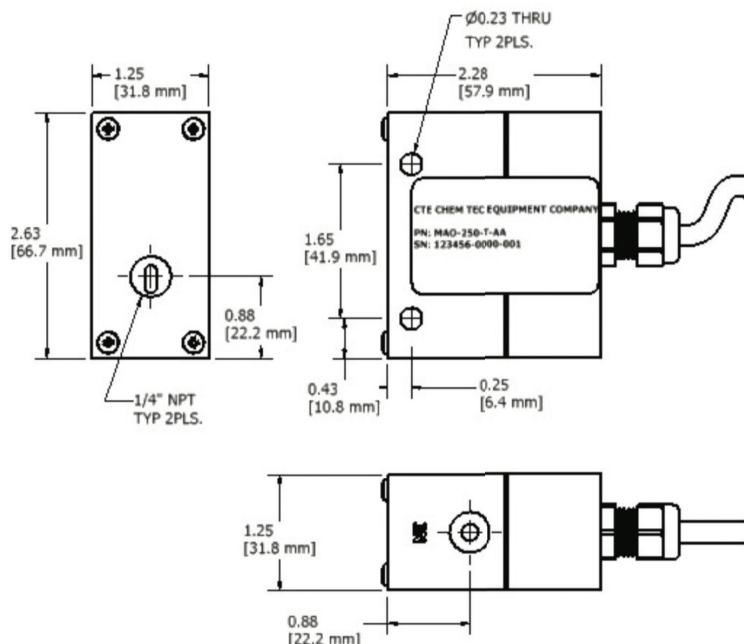 Ø0.23 THRU
TYP 2PLS.
1.25
[31.8 mm]
2.28
[57.9 mm]
2.63
[66.7 mm]
1.65
[41.9 mm]
CTE CHEM TEC EQUIPMENT COMPANY
PN: MAO-250-T-AA
SN: 123456-0000-001
0.88
[22.2 mm]
1/4" NPT
TYP 2PLS.
0.43
[10.8 mm]
0.25
[6.4 mm]
1.25
[31.8 mm]
0.88
[22.2 mm]